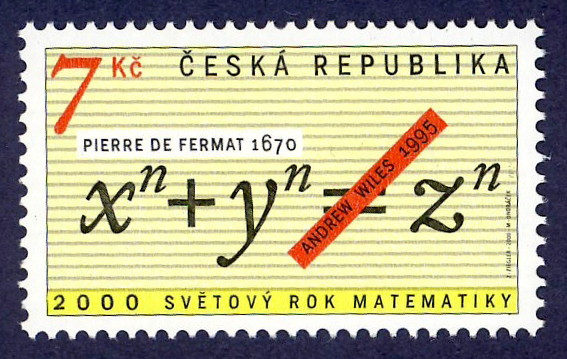 7 Kč ČESKÁ REPUBLIKA
PIERRE DE FERMAT 1670
xⁿ + yⁿ = zⁿ
ANDREW WILES 1995
2000 SVĚTOVÝ ROK MATEMATIKY